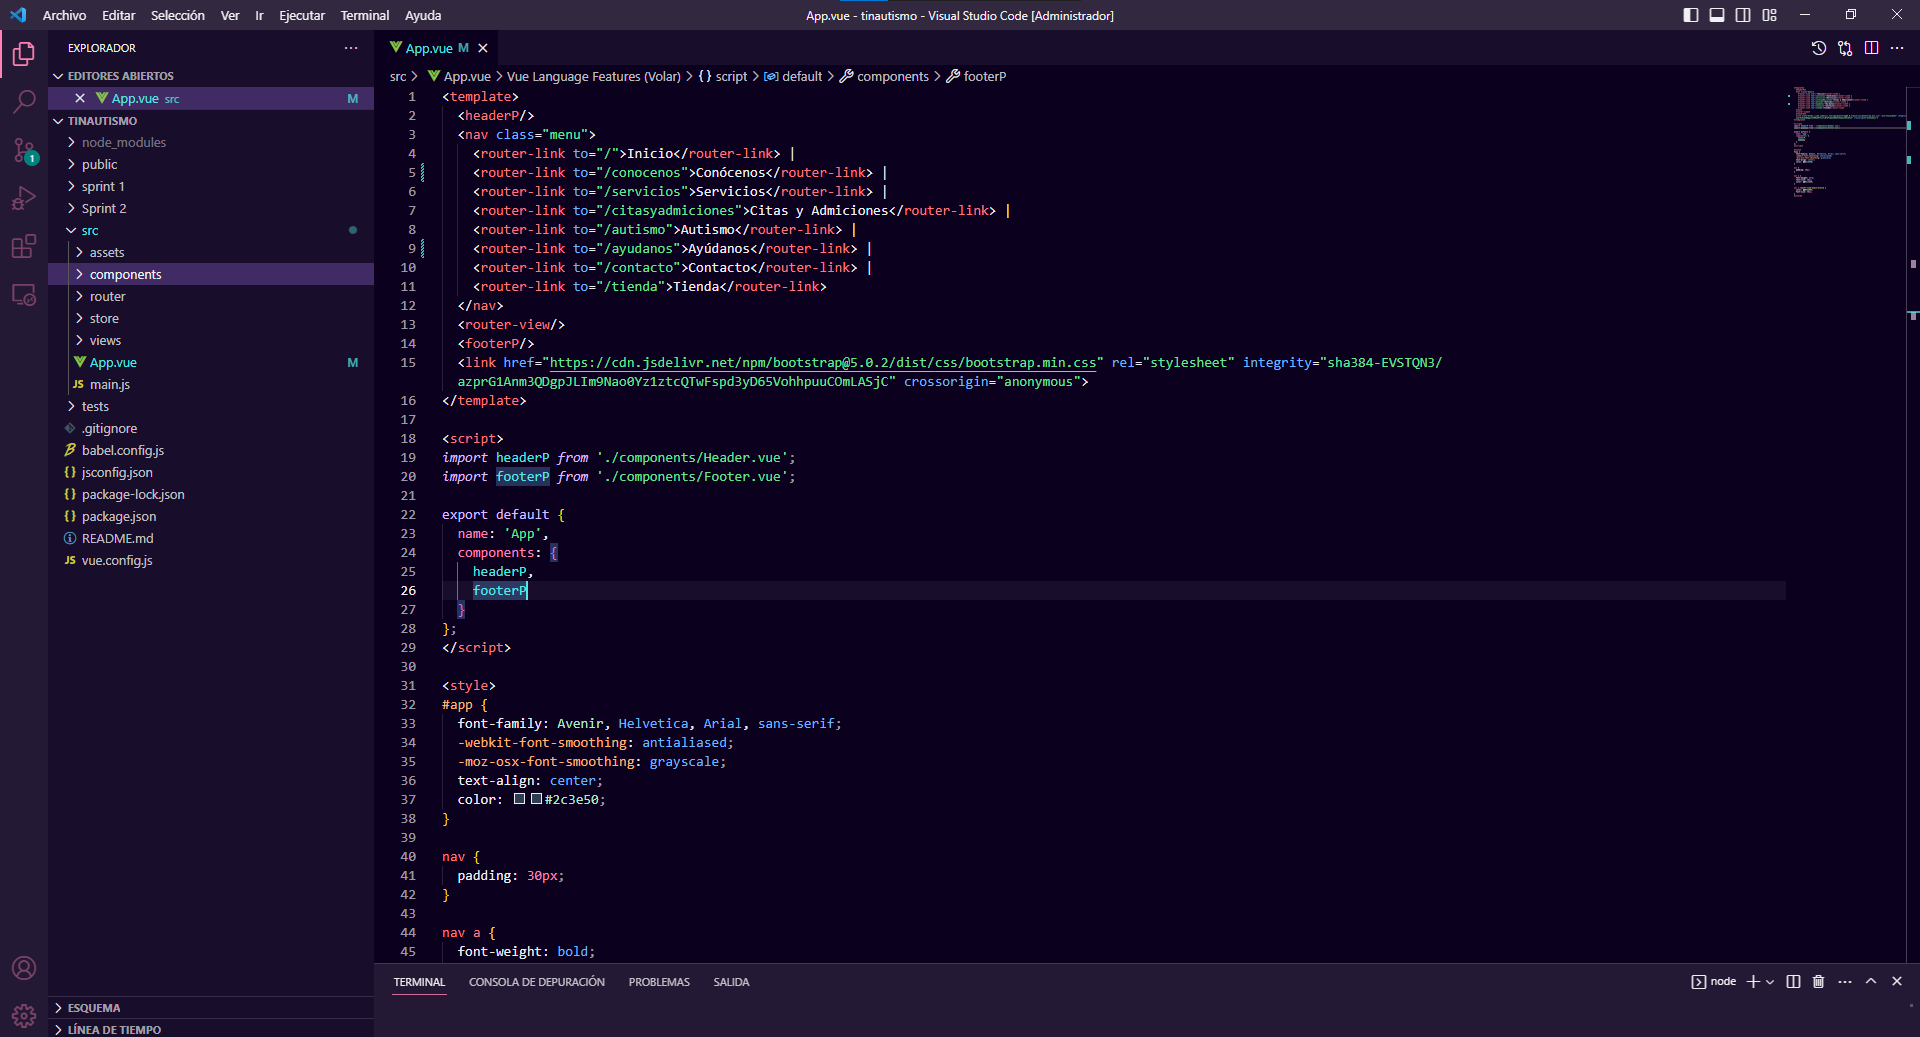 Archivo Editar Selección Ver Ir Ejecutar Terminal Ayuda
App.vue - tinautismo - Visual Studio Code [Administrador]
EXPLORADOR
EDITORES ABIERTOS
App.vue src M
TINAUTISMO
node_modules
public
sprint 1
Sprint 2
src
assets
components
router
store
views
App.vue M
JS main.js
tests
.gitignore
babel.config.js
jsconfig.json
package-lock.json
package.json
README.md
JS vue.config.js
ESQUEMA
LÍNEA DE TIEMPO
1
App.vue M
src > App.vue > Vue Language Features (Volar) > {} script > default > components > footerP
1 <template>
2 <headerP/>
3 <nav class="menu">
4 <router-link to="/">Inicio</router-link> |
5 <router-link to="/conocenos">Conócenos</router-link> |
6 <router-link to="/servicios">Servicios</router-link> |
7 <router-link to="/citasyadmiciones">Citas y Admiciones</router-link> |
8 <router-link to="/autismo">Autismo</router-link> |
9 <router-link to="/ayudanos">Ayúdanos</router-link> |
10 <router-link to="/contacto">Contacto</router-link> |
11 <router-link to="/tienda">Tienda</router-link>
12 </nav>
13 <router-view/>
14 <footerP/>
15 <link href="https://cdn.jsdelivr.net/npm/bootstrap@5.0.2/dist/css/bootstrap.min.css" rel="stylesheet" integrity="sha384-EVSTQN3/
azprG1Anm3QDgpJLIm9Nao0Yz1ztcQTwFspd3yD65VohhpuuCOmLASjC" crossorigin="anonymous">
16 </template>
17
18 <script>
19 import headerP from './components/Header.vue';
20 import footerP from './components/Footer.vue';
21
22 export default {
23 name: 'App',
24 components: {
25 headerP,
26 footerP
27 }
28 };
29 </script>
30
31 <style>
32 #app {
33 font-family: Avenir, Helvetica, Arial, sans-serif;
34 -webkit-font-smoothing: antialiased;
35 -moz-osx-font-smoothing: grayscale;
36 text-align: center;
37 color: #2c3e50;
38 }
39
40 nav {
41 padding: 30px;
42 }
43
44 nav a {
45 font-weight: bold;
TERMINAL CONSOLA DE DEPURACIÓN PROBLEMAS SALIDA
node